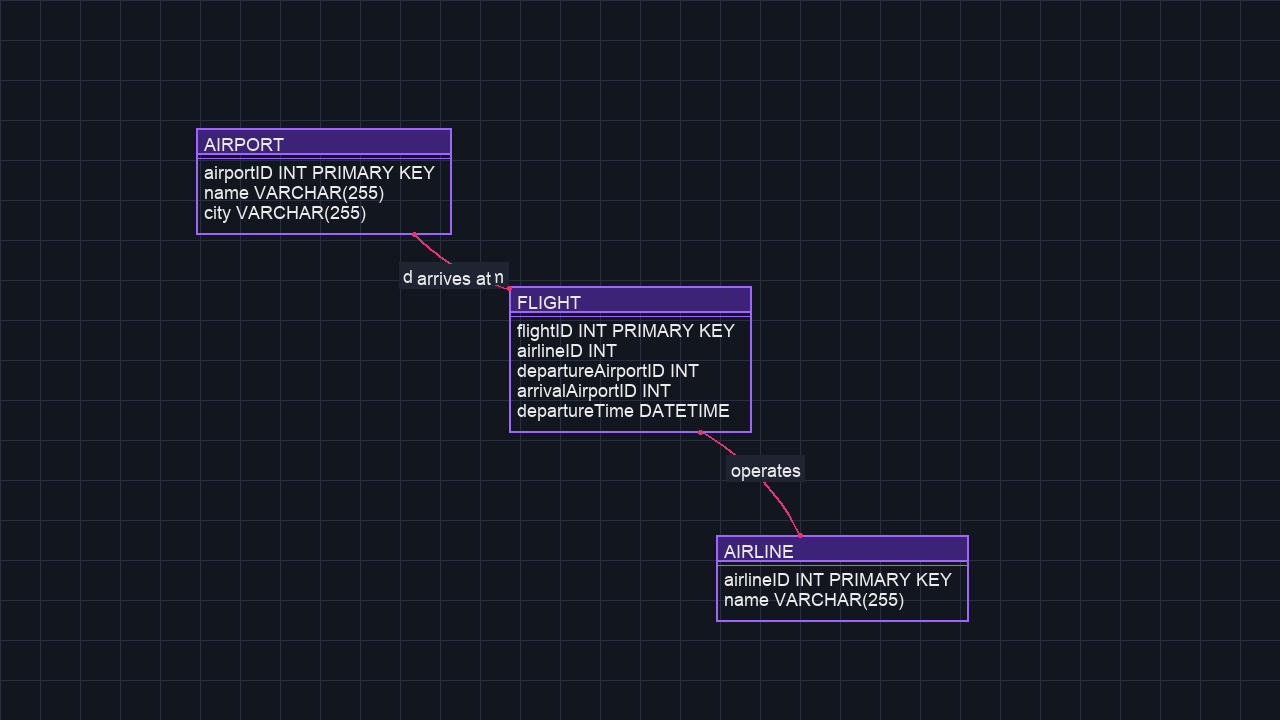 AIRPORT
airportID INT PRIMARY KEY
name VARCHAR(255)
city VARCHAR(255)
arrives at
FLIGHT
flightID INT PRIMARY KEY
airlineID INT
departureAirportID INT
arrivalAirportID INT
departureTime DATETIME
operates
AIRLINE
airlineID INT PRIMARY KEY
name VARCHAR(255)